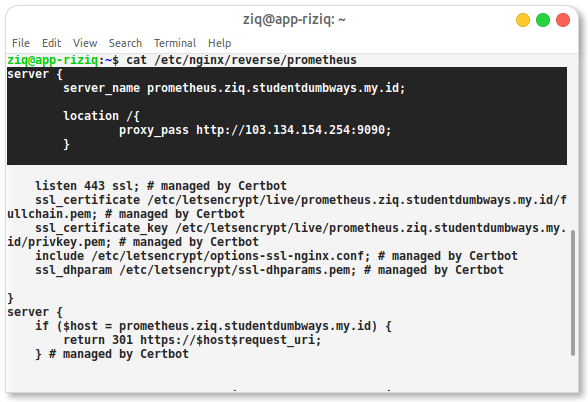 ziq@app-riziq: ~
File Edit View Search Terminal Help
ziq@app-riziq:~$ cat /etc/nginx/reverse/prometheus
server {
        server_name prometheus.ziq.studentdumbways.my.id;
        location /{
                proxy_pass http://103.134.154.254:9090;
        }
    listen 443 ssl; # managed by Certbot
    ssl_certificate /etc/letsencrypt/live/prometheus.ziq.studentdumbways.my.id/f
ullchain.pem; # managed by Certbot
    ssl_certificate_key /etc/letsencrypt/live/prometheus.ziq.studentdumbways.my.
id/privkey.pem; # managed by Certbot
    include /etc/letsencrypt/options-ssl-nginx.conf; # managed by Certbot
    ssl_dhparam /etc/letsencrypt/ssl-dhparams.pem; # managed by Certbot
}
server {
    if ($host = prometheus.ziq.studentdumbways.my.id) {
        return 301 https://$host$request_uri;
    } # managed by Certbot